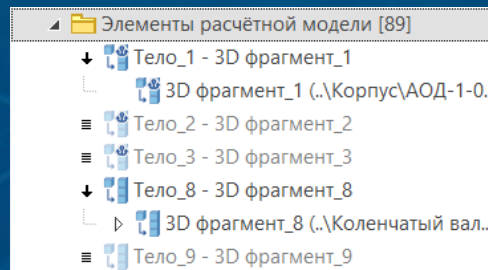 Элементы расчётной модели [89]
Тело_1 - 3D фрагмент_1
3D фрагмент_1 (..\Корпус\АОД-1-0.
Тело_2 - 3D фрагмент_2
Тело_3 - 3D фрагмент_3
Тело_8 - 3D фрагмент_8
3D фрагмент_8 (..\Коленчатый вал..
Тело_9 - 3D фрагмент_9